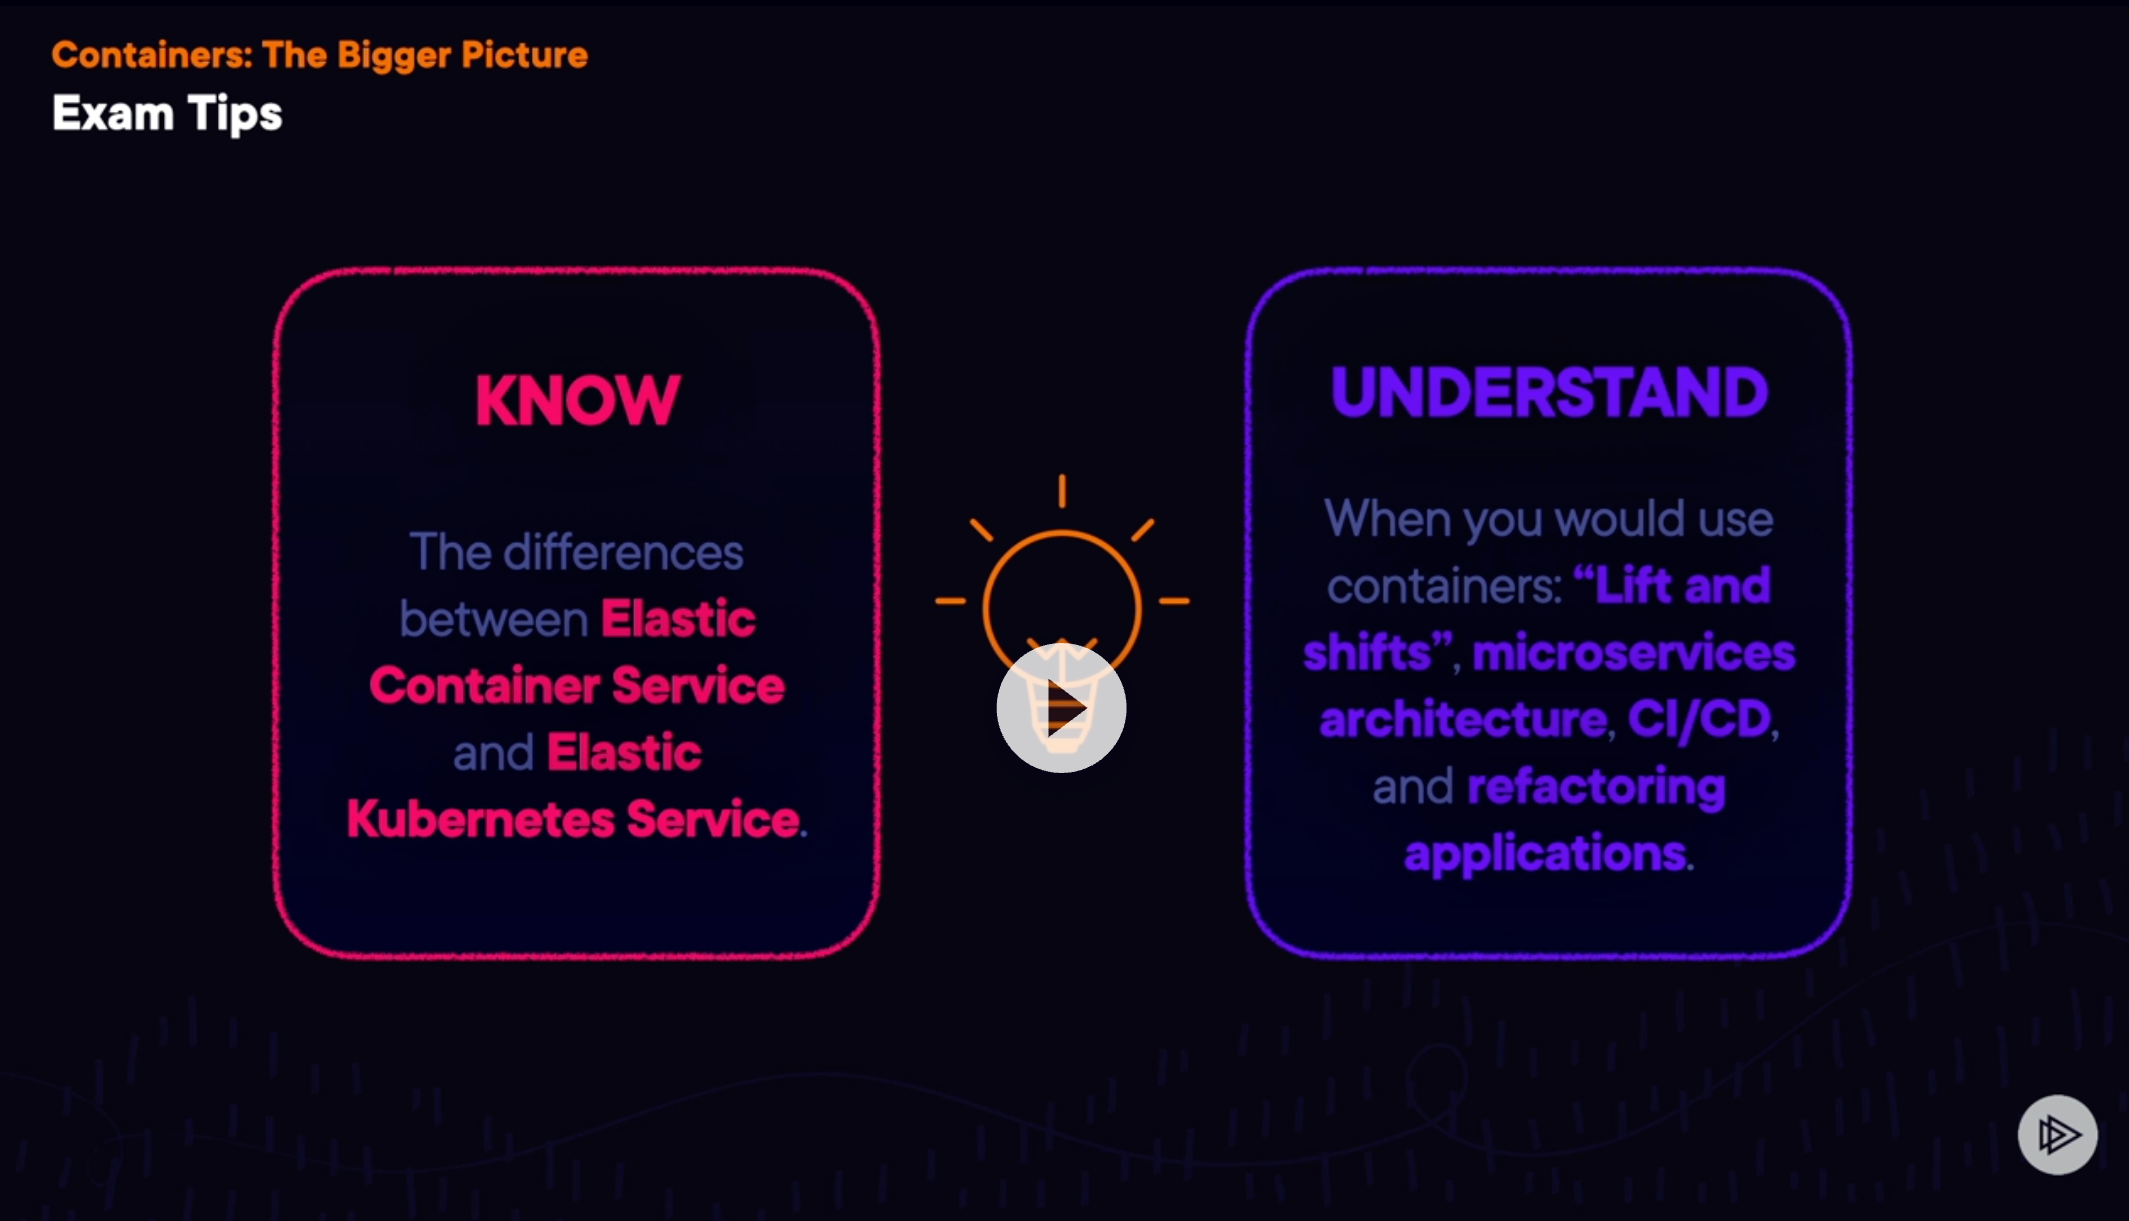 Containers: The Bigger Picture
Exam Tips
KNOW
The differences
between Elastic
Container Service
and Elastic
Kubernetes Service.
UNDERSTAND
When you would use
containers: “Lift and
shifts”, microservices
architecture, CI/CD,
and refactoring
applications.